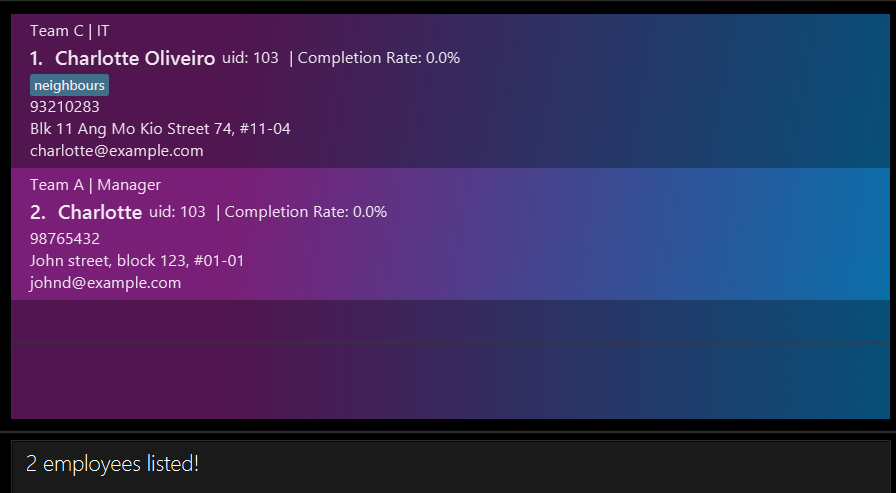 Team C | IT
1. Charlotte Oliveiro uid: 103 | Completion Rate: 0.0%
neighbours
93210283
Blk 11 Ang Mo Kio Street 74, #11-04
charlotte@example.com
Team A | Manager
2. Charlotte uid: 103 | Completion Rate: 0.0%
98765432
John street, block 123, #01-01
johnd@example.com
2 employees listed!